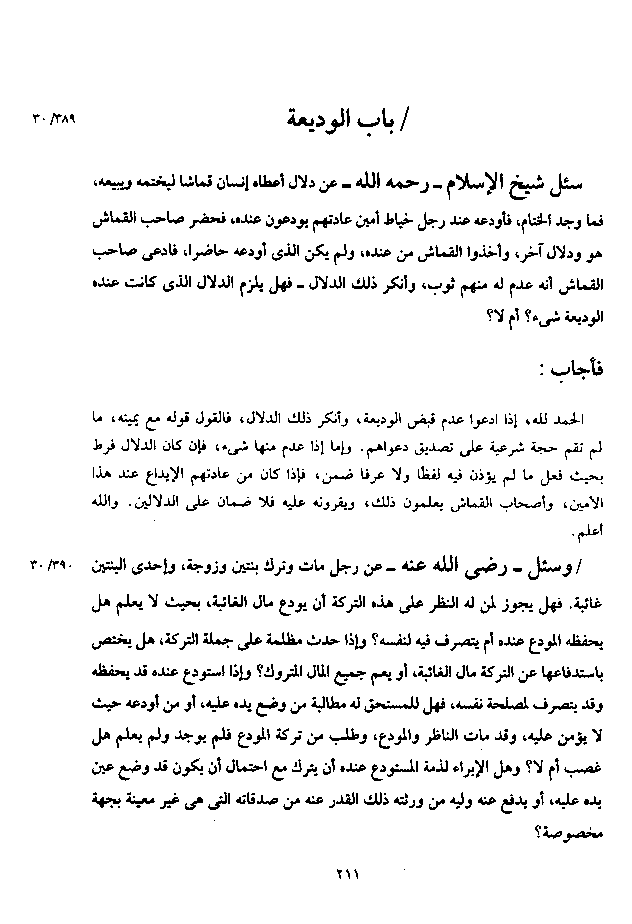 ٣٠/٣٨٩
/ باب الوديعة
سئل شيخ الإسلام ـ رحمه الله ـ عن دلال أعطاه إنسان قماشا ليختمه ويبيعه،
فما وجد الختام، فأودعه عند رجل خياط أمين عادتهم يودعون عنده، فحضر صاحب القماش
هو ودلال آخر، وأخذوا القماش من عنده، ولم يكن الذى أودعه حاضرا، فادعى صاحب
القماش أنه عدم له منهم ثوب، وأنكر ذلك الدلال ـ فهل يلزم الدلال الذى كانت عنده
الوديعة شىء؟ أم لا؟
فأجاب :
الحمد لله، إذا ادعوا عدم قبض الوديعة، وأنكر ذلك الدلال، فالقول قوله مع يمينه، ما
لم تقم حجة شرعية على تصديق دعواهم. وإما إذا عدم منها شىء، فإن كان الدلال فرط
بحيث فعل ما لم يؤذن فيه لفظا ولا عرفا ضمن، فإذا كان من عادتهم الإيداع عند هذا
الأمين، وأصحاب القماش يعلمون ذلك، ويقرونه عليه فلا ضمان على الدلالين. والله
أعلم.
٣٠/٣٩٠
/ وسئل ـ رضى الله عنه ـ عن رجل مات وترك بنتين وزوجة، وإحدى البنتين
غائبة. فهل يجوز لمن له النظر على هذه التركة أن يودع مال الغائبة، بحيث لا يعلم هل
يحفظه المودع عنده أم يتصرف فيه لنفسه؟ وإذا حدث مظلمة على جملة التركة، هل يختص
باستدفاعها عن التركة مال الغائبة، أو يعم جميع المال المتروك؟ وإذا استودع عنده قد يحفظه
وقد يتصرف لمصلحة نفسه، فهل للمستحق له مطالبة من وضع يده عليه، أو من أودعه حيث
لا يؤمن عليه، وقد مات الناظر والمودع، وطلب من تركة المودع فلم يوجد ولم يعلم هل
غصب أم لا؟ وهل الإبراء لذمة المستودع عنده أن يترك مع احتمال أن يكون قد وضع عين
يده عليه، أو يدفع عنه وليه من ورثته ذلك القدر عنه من صدقاته التى هى غير معينة بجهة
مخصوصة؟
٢١١